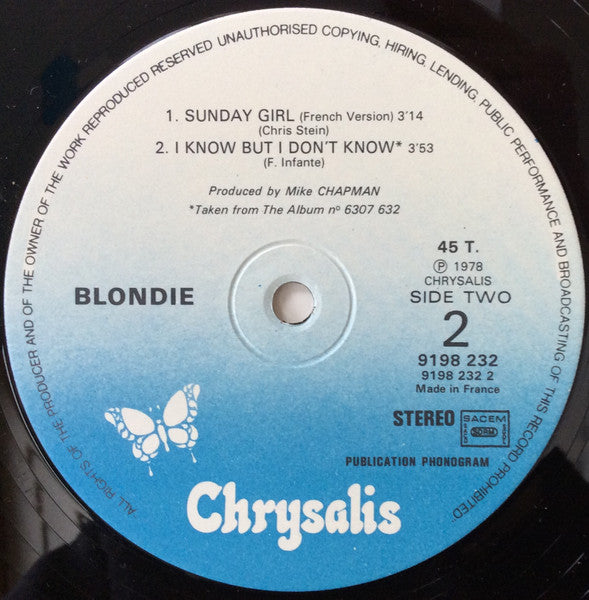 ALL RIGHTS OF THE PRODUCER AND OF THE OWNER OF THE WORK REPRODUCED RESERVED UNAUTHORISED COPYING, HIRING, LENDING, PUBLIC PERFORMANCE AND BROADCASTING OF THIS RECORD PROHIBITED.
1. SUNDAY GIRL (French Version) 3'14
(Chris Stein)
2. I KNOW BUT I DON'T KNOW* 3'53
(F. Infante)
Produced by Mike CHAPMAN
*Taken from The Album nº 6307 632
BLONDIE
45 T.
Ⓟ 1978
CHRYSALIS
SIDE TWO
2
9198 232
9198 232 2
Made in France
STEREO
SACEM
SACD
SDRM
SGDL
PUBLICATION PHONOGRAM
Chrysalis